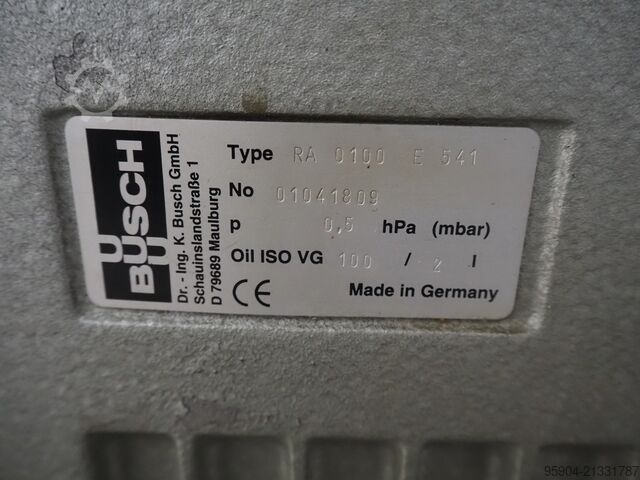 BUSCH
Dr. - Ing. K. Busch GmbH
Schauinslandstraße 1
D 79689 Maulburg
Type RA 0100 E 541
No 01041809
p 0,5 hPa (mbar)
Oil ISO VG 100 / 2 l
CE Made in Germany
95904-21331787